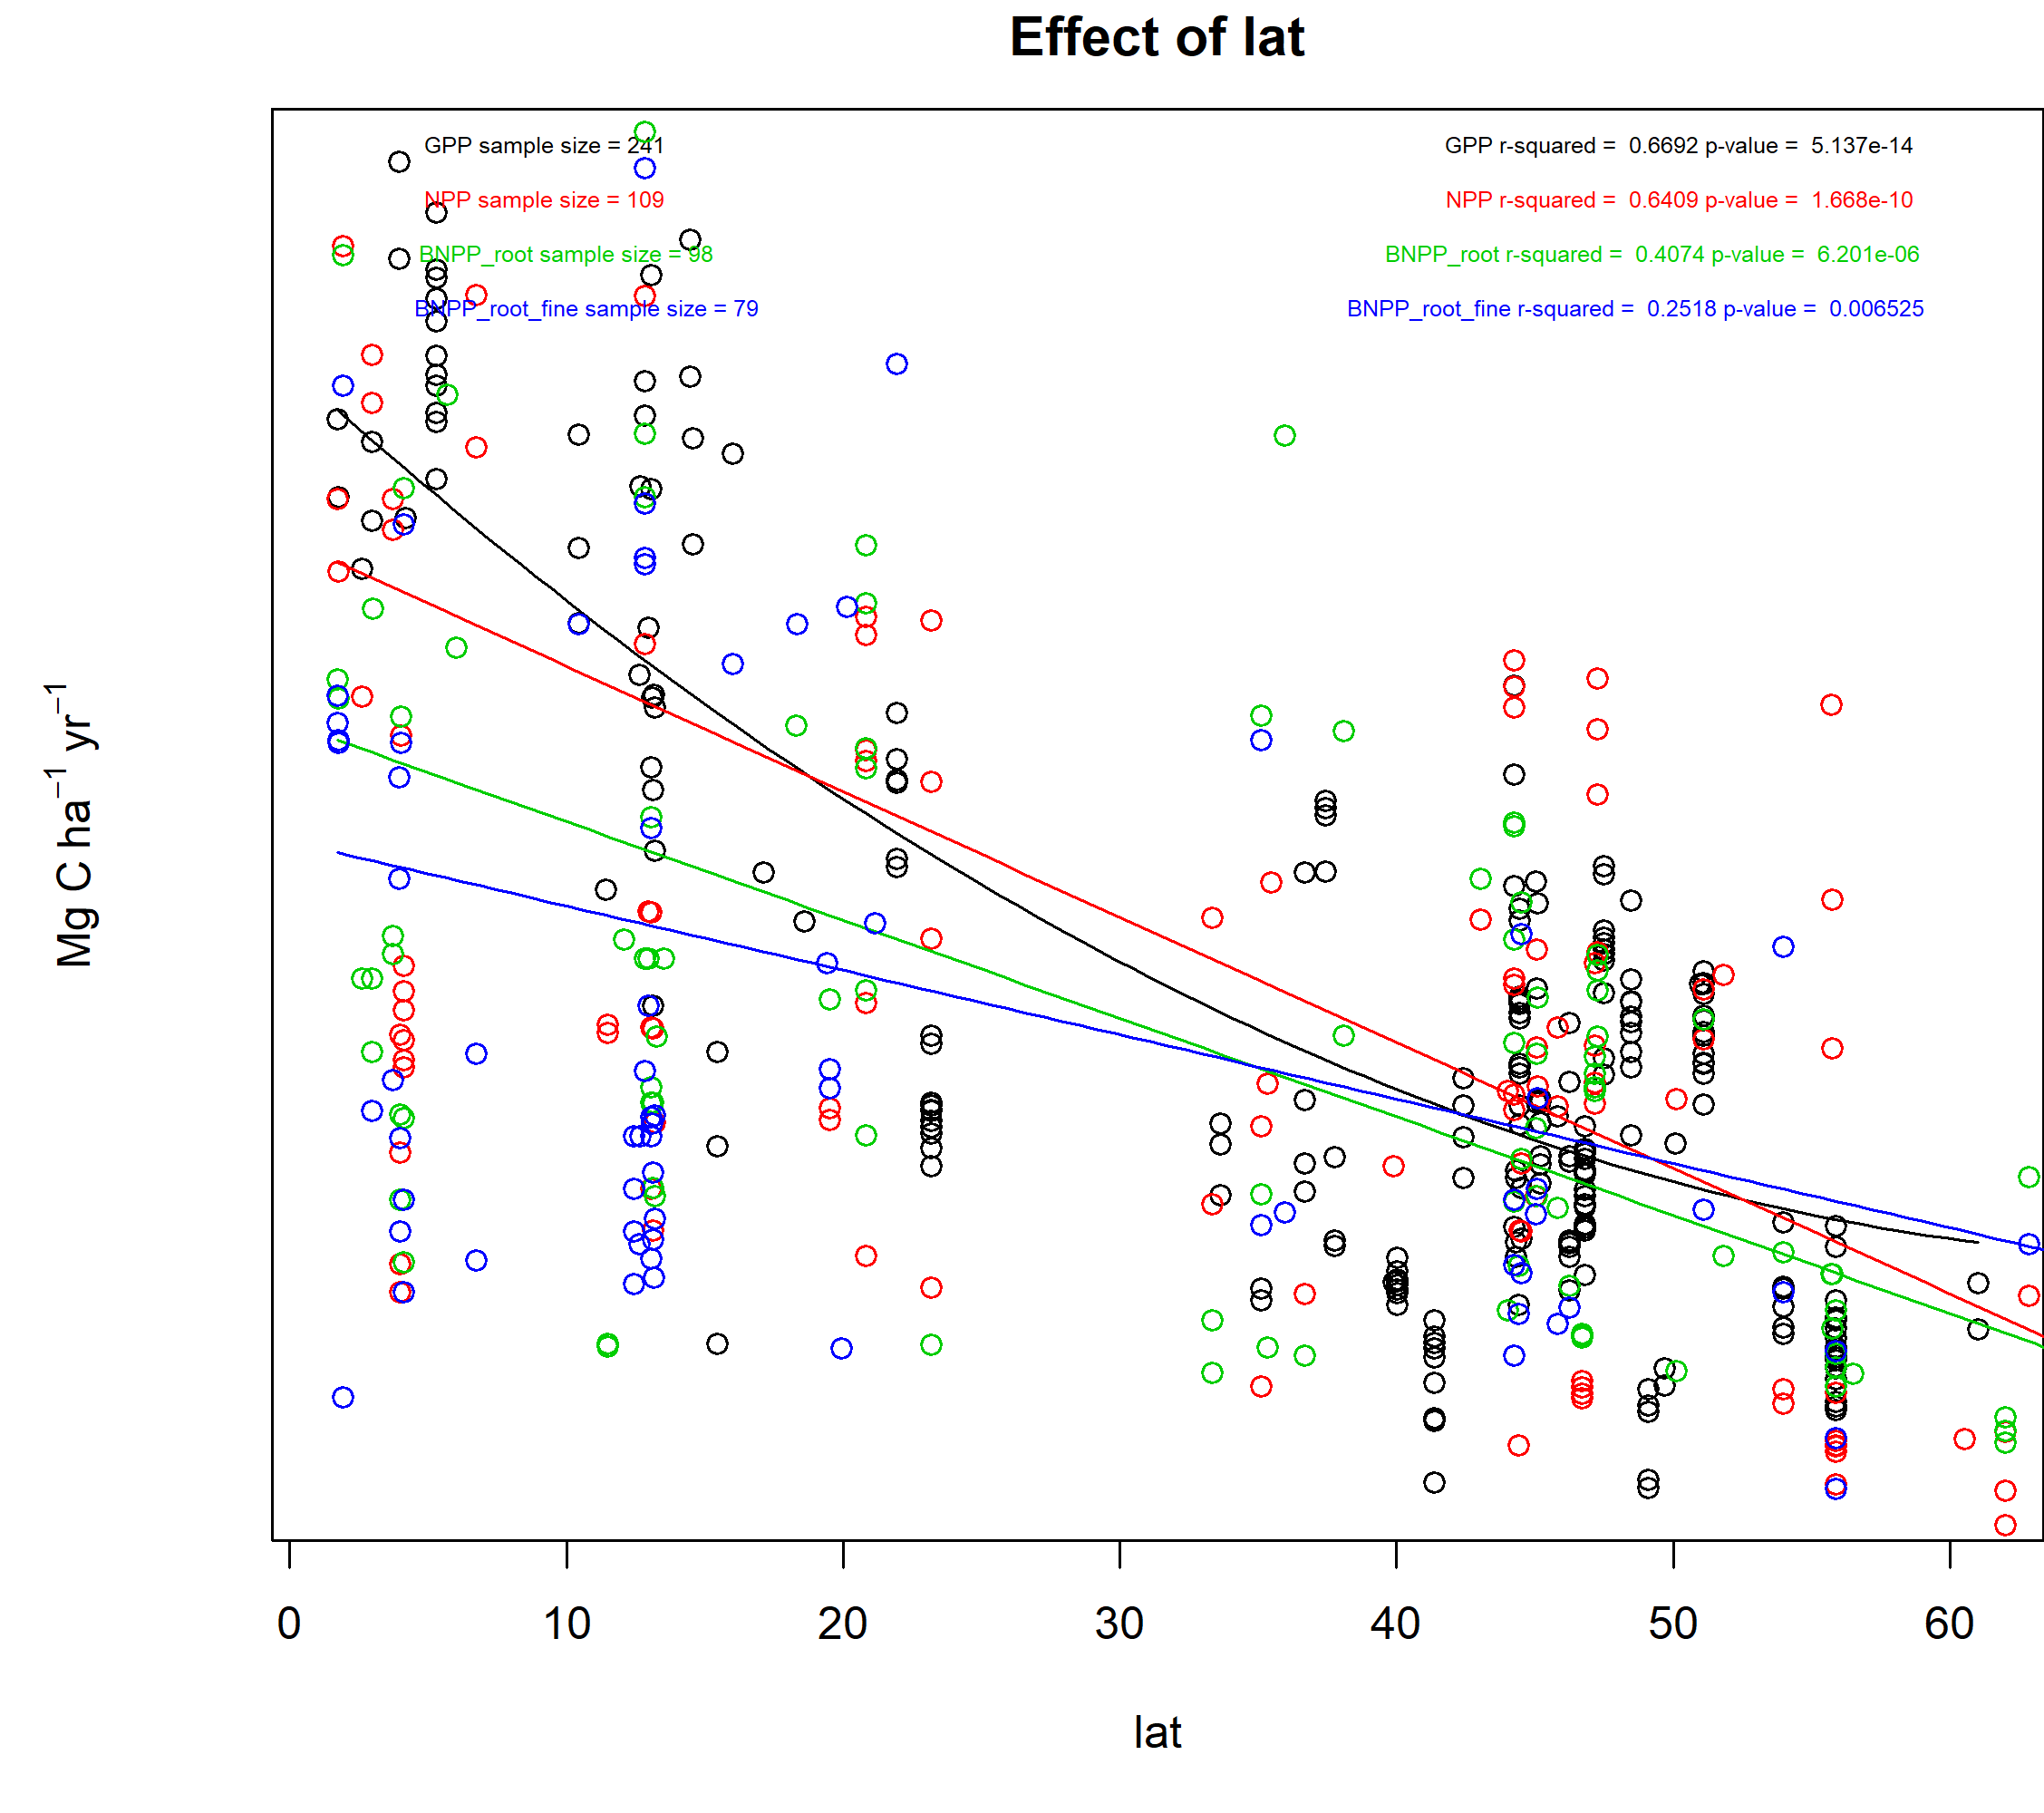 Effect of lat
GPP sample size = 241
GPP r-squared = 0.6692 p-value = 5.137e-14
NPP sample size = 109
NPP r-squared = 0.6409 p-value = 1.668e-10
BNPP_root sample size = 98
BNPP_root r-squared = 0.4074 p-value = 6.201e-06
BNPP_root_fine sample size = 79
BNPP_root_fine r-squared = 0.2518 p-value = 0.006525
Mg C ha⁻¹ yr⁻¹
0 10 20 30 40 50 60
lat